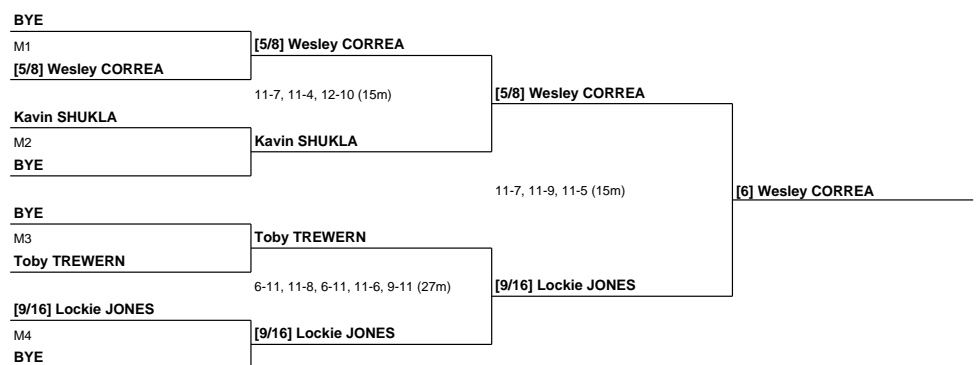 BYE
M1
[5/8] Wesley CORREA
[5/8] Wesley CORREA
11-7, 11-4, 12-10 (15m)
[5/8] Wesley CORREA
Kavin SHUKLA
M2
Kavin SHUKLA
BYE
11-7, 11-9, 11-5 (15m)
[6] Wesley CORREA
BYE
M3
Toby TREWERN
Toby TREWERN
6-11, 11-8, 6-11, 11-6, 9-11 (27m)
[9/16] Lockie JONES
[9/16] Lockie JONES
M4
[9/16] Lockie JONES
BYE